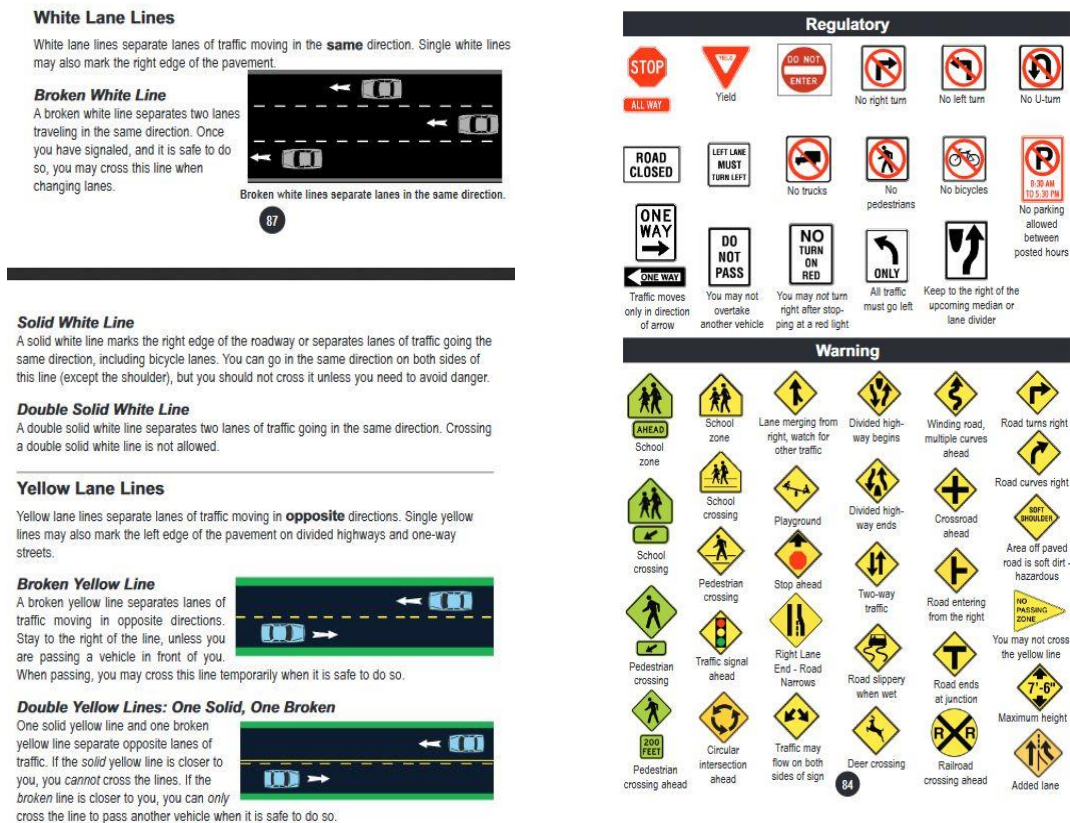 White Lane Lines
White lane lines separate lanes of traffic moving in the same direction. Single white lines
may also mark the right edge of the pavement.
Broken White Line
A broken white line separates two lanes
traveling in the same direction. Once
you have signaled, and it is safe to do
so, you may cross this line when
changing lanes.
Broken white lines separate lanes in the same direction.
87
Solid White Line
A solid white line marks the right edge of the roadway or separates lanes of traffic going the
same direction, including bicycle lanes. You can go in the same direction on both sides of
this line (except the shoulder), but you should not cross it unless you need to avoid danger.
Double Solid White Line
A double solid white line separates two lanes of traffic going in the same direction. Crossing
a double solid white line is not allowed.
Yellow Lane Lines
Yellow lane lines separate lanes of traffic moving in opposite directions. Single yellow
lines may also mark the left edge of the pavement on divided highways and one-way
streets.
Broken Yellow Line
A broken yellow line separates lanes of
traffic moving in opposite directions.
Stay to the right of the line, unless you
are passing a vehicle in front of you.
When passing, you may cross this line temporarily when it is safe to do so.
Double Yellow Lines: One Solid, One Broken
One solid yellow line and one broken
yellow line separate opposite lanes of
traffic. If the solid yellow line is closer to
you, you cannot cross the lines. If the
broken line is closer to you, you can only
cross the line to pass another vehicle when it is safe to do so.
Regulatory
STOP
ALL WAY
YIELD
Yield
DO NOT
ENTER
No right turn
No left turn
No U-turn
ROAD
CLOSED
LEFT LANE
MUST
TURN LEFT
No trucks
No
pedestrians
No bicycles
P
8:30 AM
TO 5:30 PM
No parking
allowed
between
posted hours
ONE
WAY
ONE WAY
Traffic moves
only in direction
of arrow
DO
NOT
PASS
You may not
overtake
another vehicle
NO
TURN
ON
RED
You may not turn
right after stop-
ping at a red light
ONLY
All traffic
must go left
Keep to the right of the
upcoming median or
lane divider
Warning
AHEAD
School
zone
School
zone
Lane merging from
right, watch for
other traffic
Divided high-
way begins
Winding road,
multiple curves
ahead
Road turns right
Road curves right
School
crossing
School
crossing
Playground
Divided high-
way ends
Crossroad
ahead
SOFT
SHOULDER
Area off paved
road is soft dirt -
hazardous
Pedestrian
crossing
Stop ahead
Two-way
traffic
Road entering
from the right
NO
PASSING
ZONE
You may not cross
the yellow line
Pedestrian
crossing
Traffic signal
ahead
Right Lane
End - Road
Narrows
Road slippery
when wet
Road ends
at junction
7'-6"
Maximum height
200
FEET
Pedestrian
crossing ahead
Circular
intersection
ahead
Traffic may
flow on both
sides of sign
Deer crossing
R R
Railroad
crossing ahead
Added lane
84